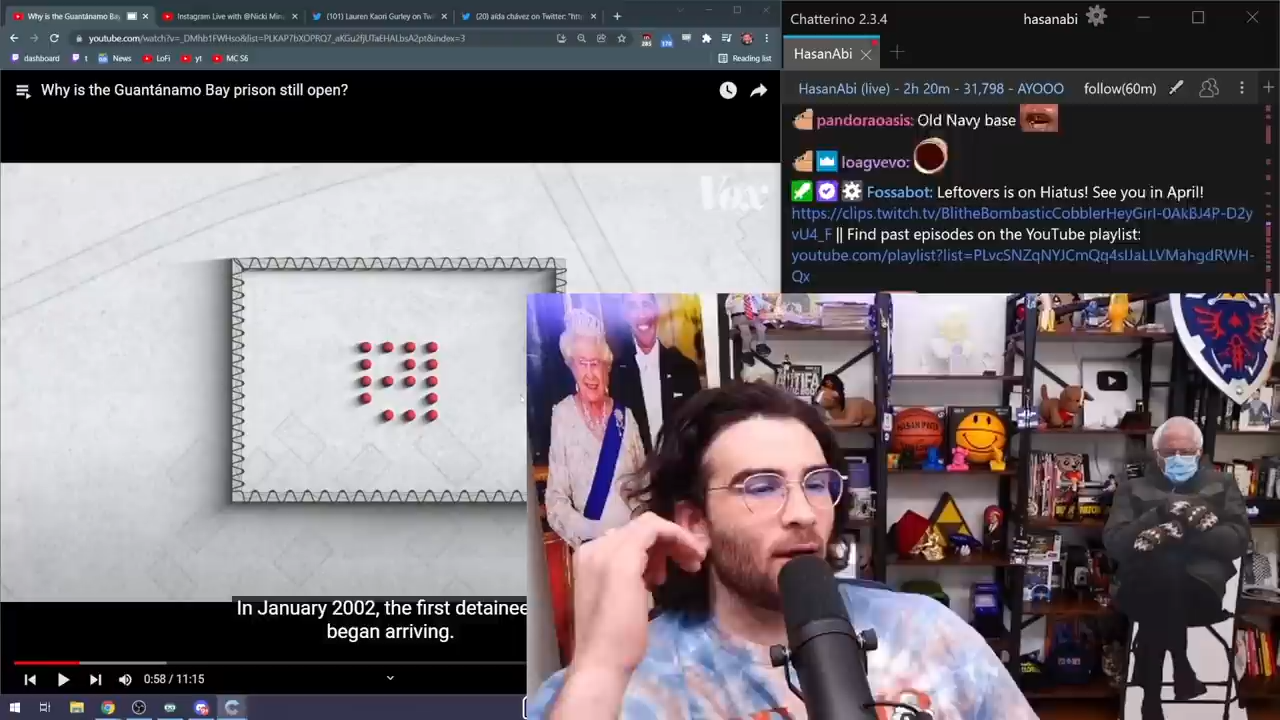 Why is the Guantánamo Bay
Instagram Live with @Nicki Min
(101) Lauren Kaori Gurley on Twi
(20) aída chávez on Twitter: "htt
youtube.com/watch?v=_DMhb1FWHso&list=PLKAP7bXOPRQ7_aKGu2fjUTaEHALbsA2pt&index=3
dashboard
t
News
LoFi
yt
MC S6
Reading list
Why is the Guantánamo Bay prison still open?
Vox
In January 2002, the first detainee
began arriving.
0:58 / 11:15
Chatterino 2.3.4
hasanabi
HasanAbi
HasanAbi (live) - 2h 20m - 31,798 - AYOOO
follow(60m)
pandoraoasis: Old Navy base
loagvevo:
Fossabot: Leftovers is on Hiatus! See you in April!
https://clips.twitch.tv/BlitheBombasticCobblerHeyGirl-0AkBJ4P-D2y
vU4_F || Find past episodes on the YouTube playlist:
youtube.com/playlist?list=PLvcSNZqNYJCmQq4slJaLLVMahgdRWH-
Qx